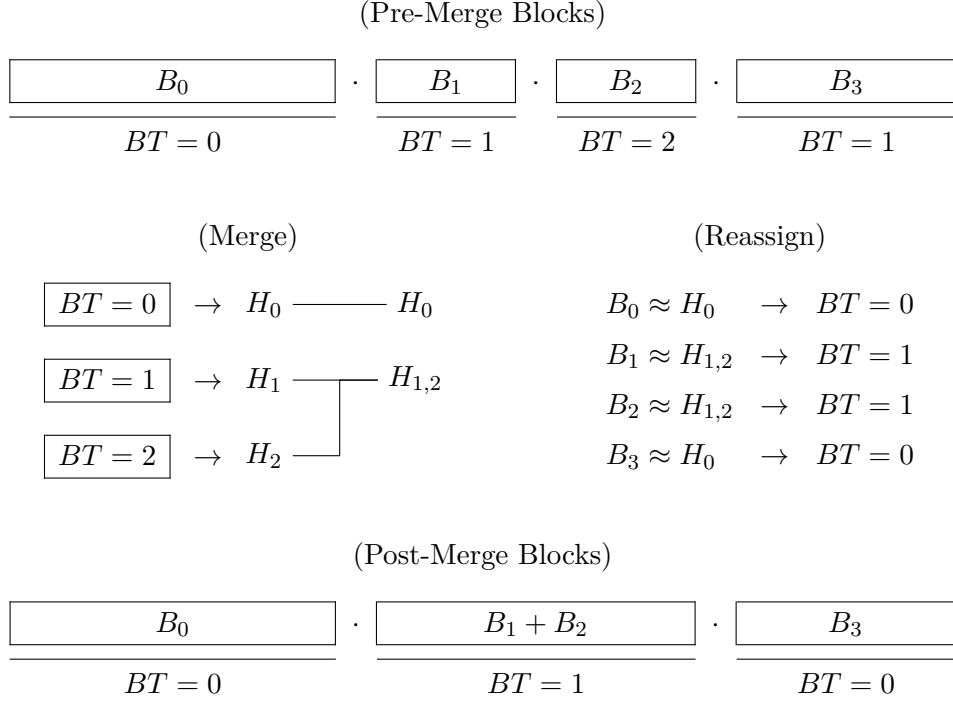 (Pre-Merge Blocks)
B₀ · B₁ · B₂ · B₃
BT = 0 BT = 1 BT = 2 BT = 1
(Merge) (Reassign)
BT = 0 → H₀ H₀ B₀ ≈ H₀ → BT = 0
B₁ ≈ H₁,₂ → BT = 1
BT = 1 → H₁ H₁,₂
B₂ ≈ H₁,₂ → BT = 1
BT = 2 → H₂ B₃ ≈ H₀ → BT = 0
(Post-Merge Blocks)
B₀ · B₁ + B₂ · B₃
BT = 0 BT = 1 BT = 0